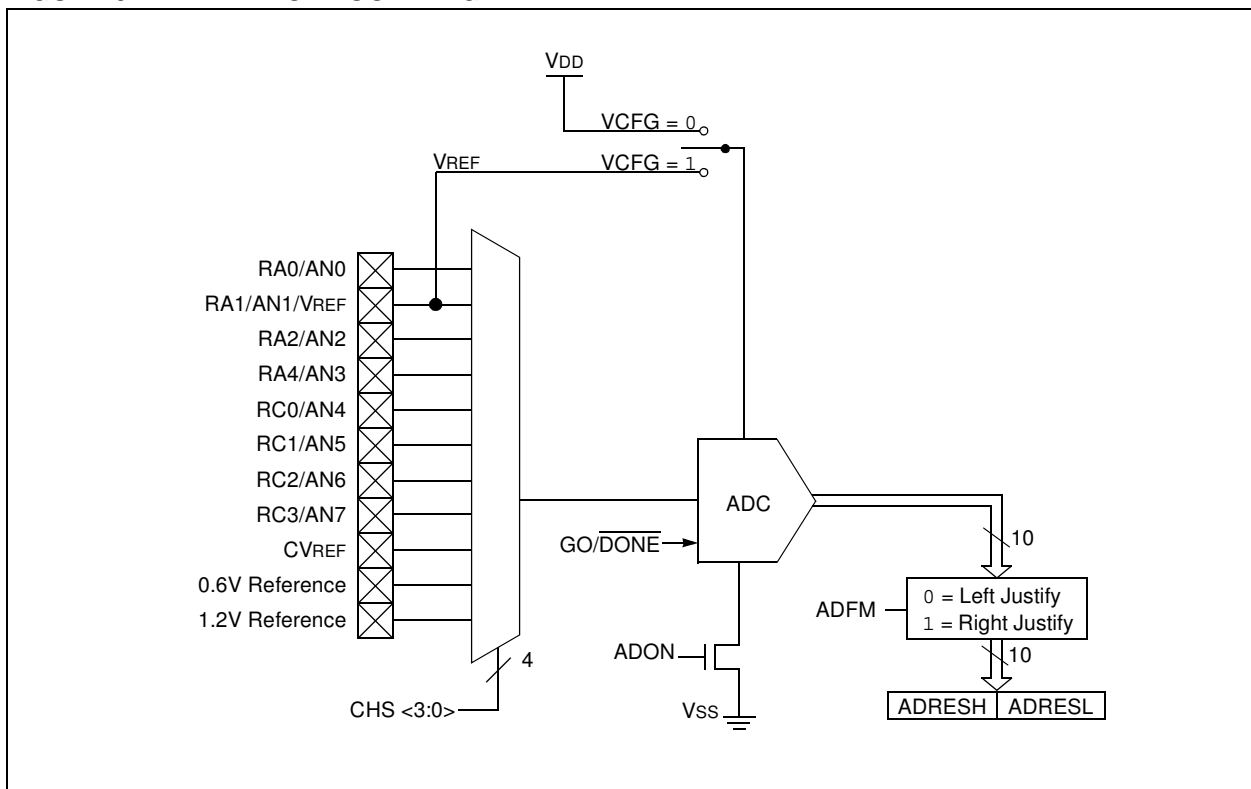 VDD
VCFG = 0
VREF
VCFG = 1
RA0/AN0
RA1/AN1/VREF
RA2/AN2
RA4/AN3
RC0/AN4
RC1/AN5
RC2/AN6
RC3/AN7
CVREF
0.6V Reference
1.2V Reference
CHS <3:0>
4
ADC
GO/DONE
ADON
VSS
10
ADFM
0 = Left Justify
1 = Right Justify
10
ADRESH ADRESL